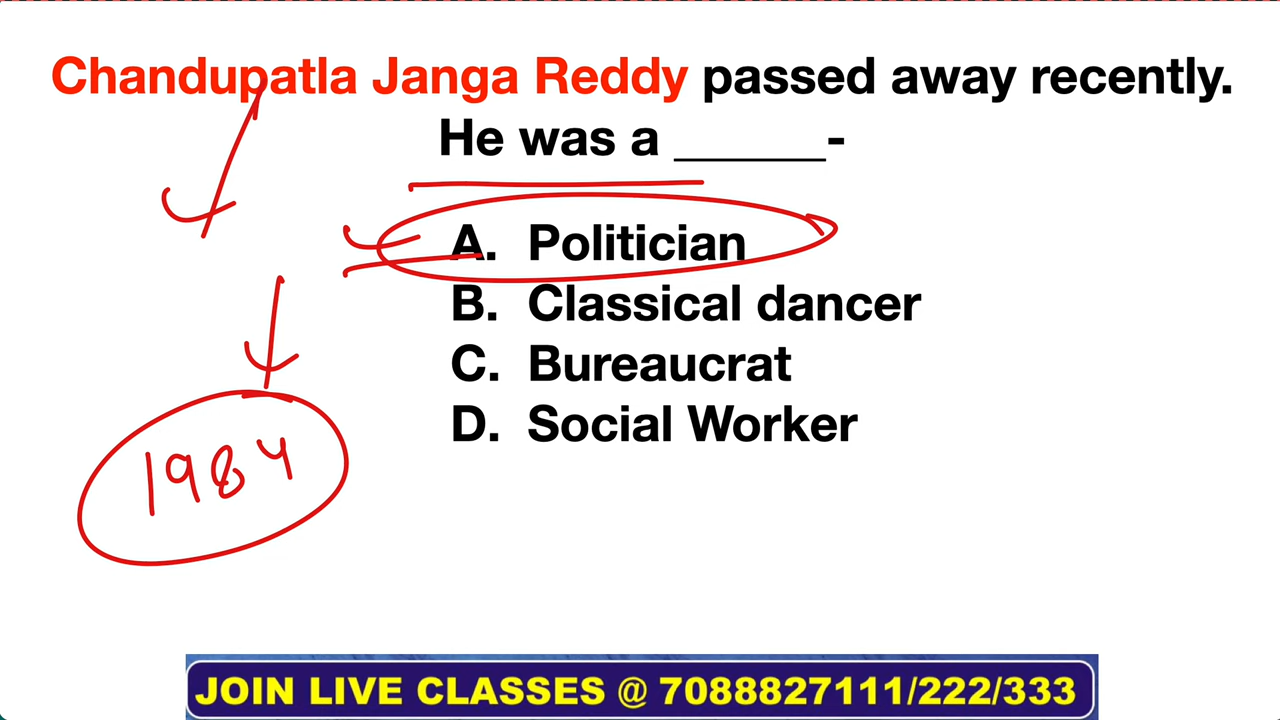 Chandupatla Janga Reddy passed away recently.
He was a ______-
A. Politician
B. Classical dancer
C. Bureaucrat
D. Social Worker
1984
JOIN LIVE CLASSES @ 7088827111/222/333